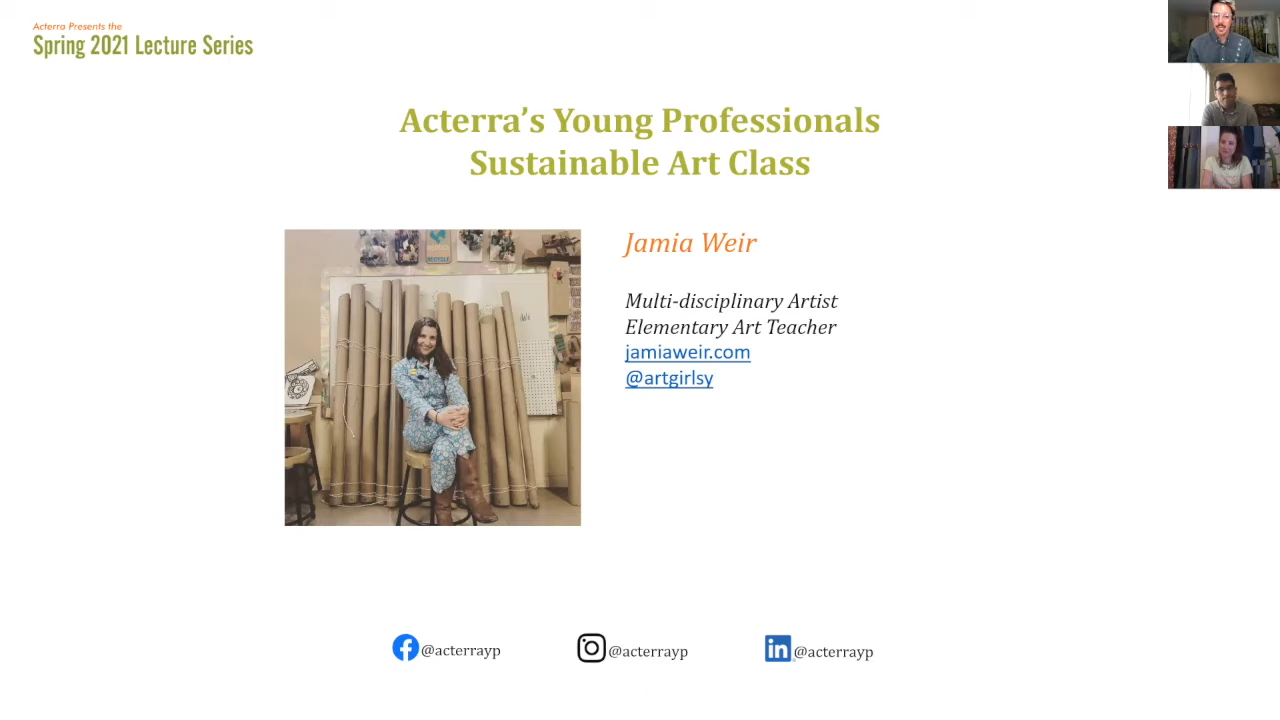 Acterra Presents the
Spring 2021 Lecture Series
Acterra's Young Professionals
Sustainable Art Class
Jamia Weir
Multi-disciplinary Artist
Elementary Art Teacher
jamiaweir.com
@artgirlsy
@acterrayp
@acterrayp
in @acterrayp